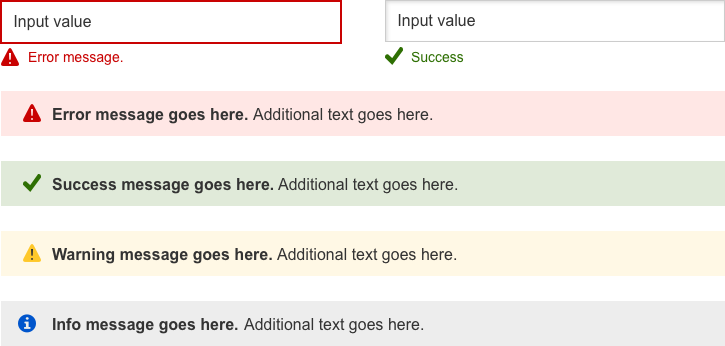 Input value
Input value
Error message.
Success
Error message goes here. Additional text goes here.
Success message goes here. Additional text goes here.
Warning message goes here. Additional text goes here.
Info message goes here. Additional text goes here.